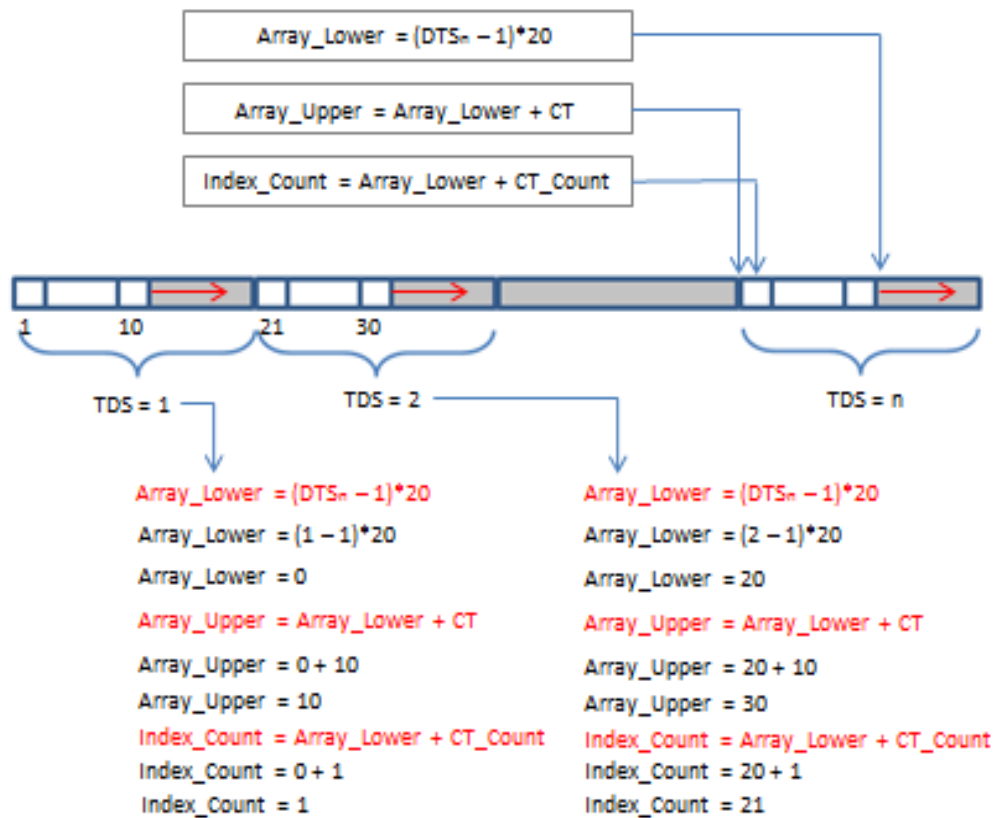 Array_Lower = (DTSₙ – 1)*20
Array_Upper = Array_Lower + CT
Index_Count = Array_Lower + CT_Count
1 10 21 30
TDS = 1 TDS = 2 TDS = n
Array_Lower = (DTSₙ – 1)*20
Array_Lower = (1 – 1)*20
Array_Lower = 0
Array_Upper = Array_Lower + CT
Array_Upper = 0 + 10
Array_Upper = 10
Index_Count = Array_Lower + CT_Count
Index_Count = 0 + 1
Index_Count = 1
Array_Lower = (DTSₙ – 1)*20
Array_Lower = (2 – 1)*20
Array_Lower = 20
Array_Upper = Array_Lower + CT
Array_Upper = 20 + 10
Array_Upper = 30
Index_Count = Array_Lower + CT_Count
Index_Count = 20 + 1
Index_Count = 21